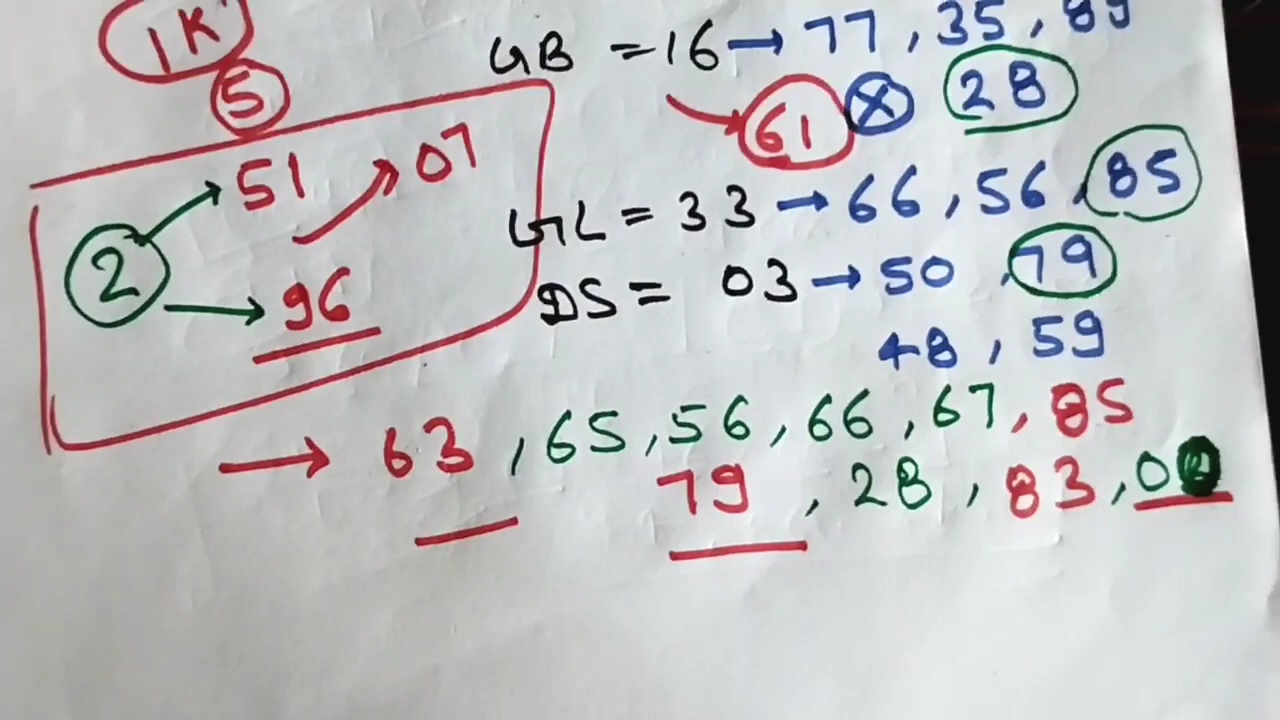 1K
5
GB = 16 → 77, 35, 89
61 X 28
2 → 51 → 07
→ 96
GL = 33 → 66, 56, 85
DS = 03 → 50, 79
48, 59
→ 63, 65, 56, 66, 67, 85
79, 28, 83, 0